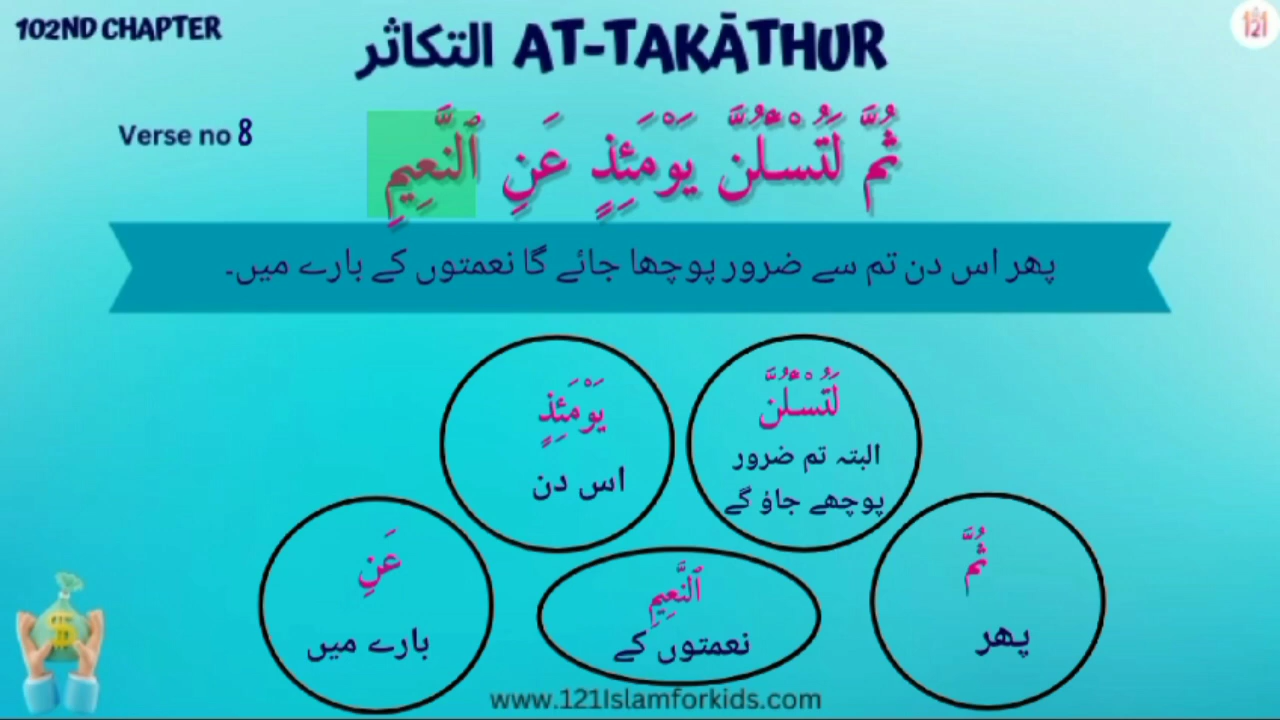 102ND CHAPTER
التكاثر AT-TAKĀTHUR
121
Verse no 8
ثُمَّ لَتُسْـَٔلُنَّ يَوْمَئِذٍ عَنِ ٱلنَّعِيمِ
پھر اس دن تم سے ضرور پوچھا جائے گا نعمتوں کے بارے میں۔
لَتُسْـَٔلُنَّ
البتہ تم ضرور
پوچھے جاؤ گے
يَوْمَئِذٍ
اس دن
ثُمَّ
پھر
ٱلنَّعِيمِ
نعمتوں کے
عَنِ
بارے میں
www.121Islamforkids.com